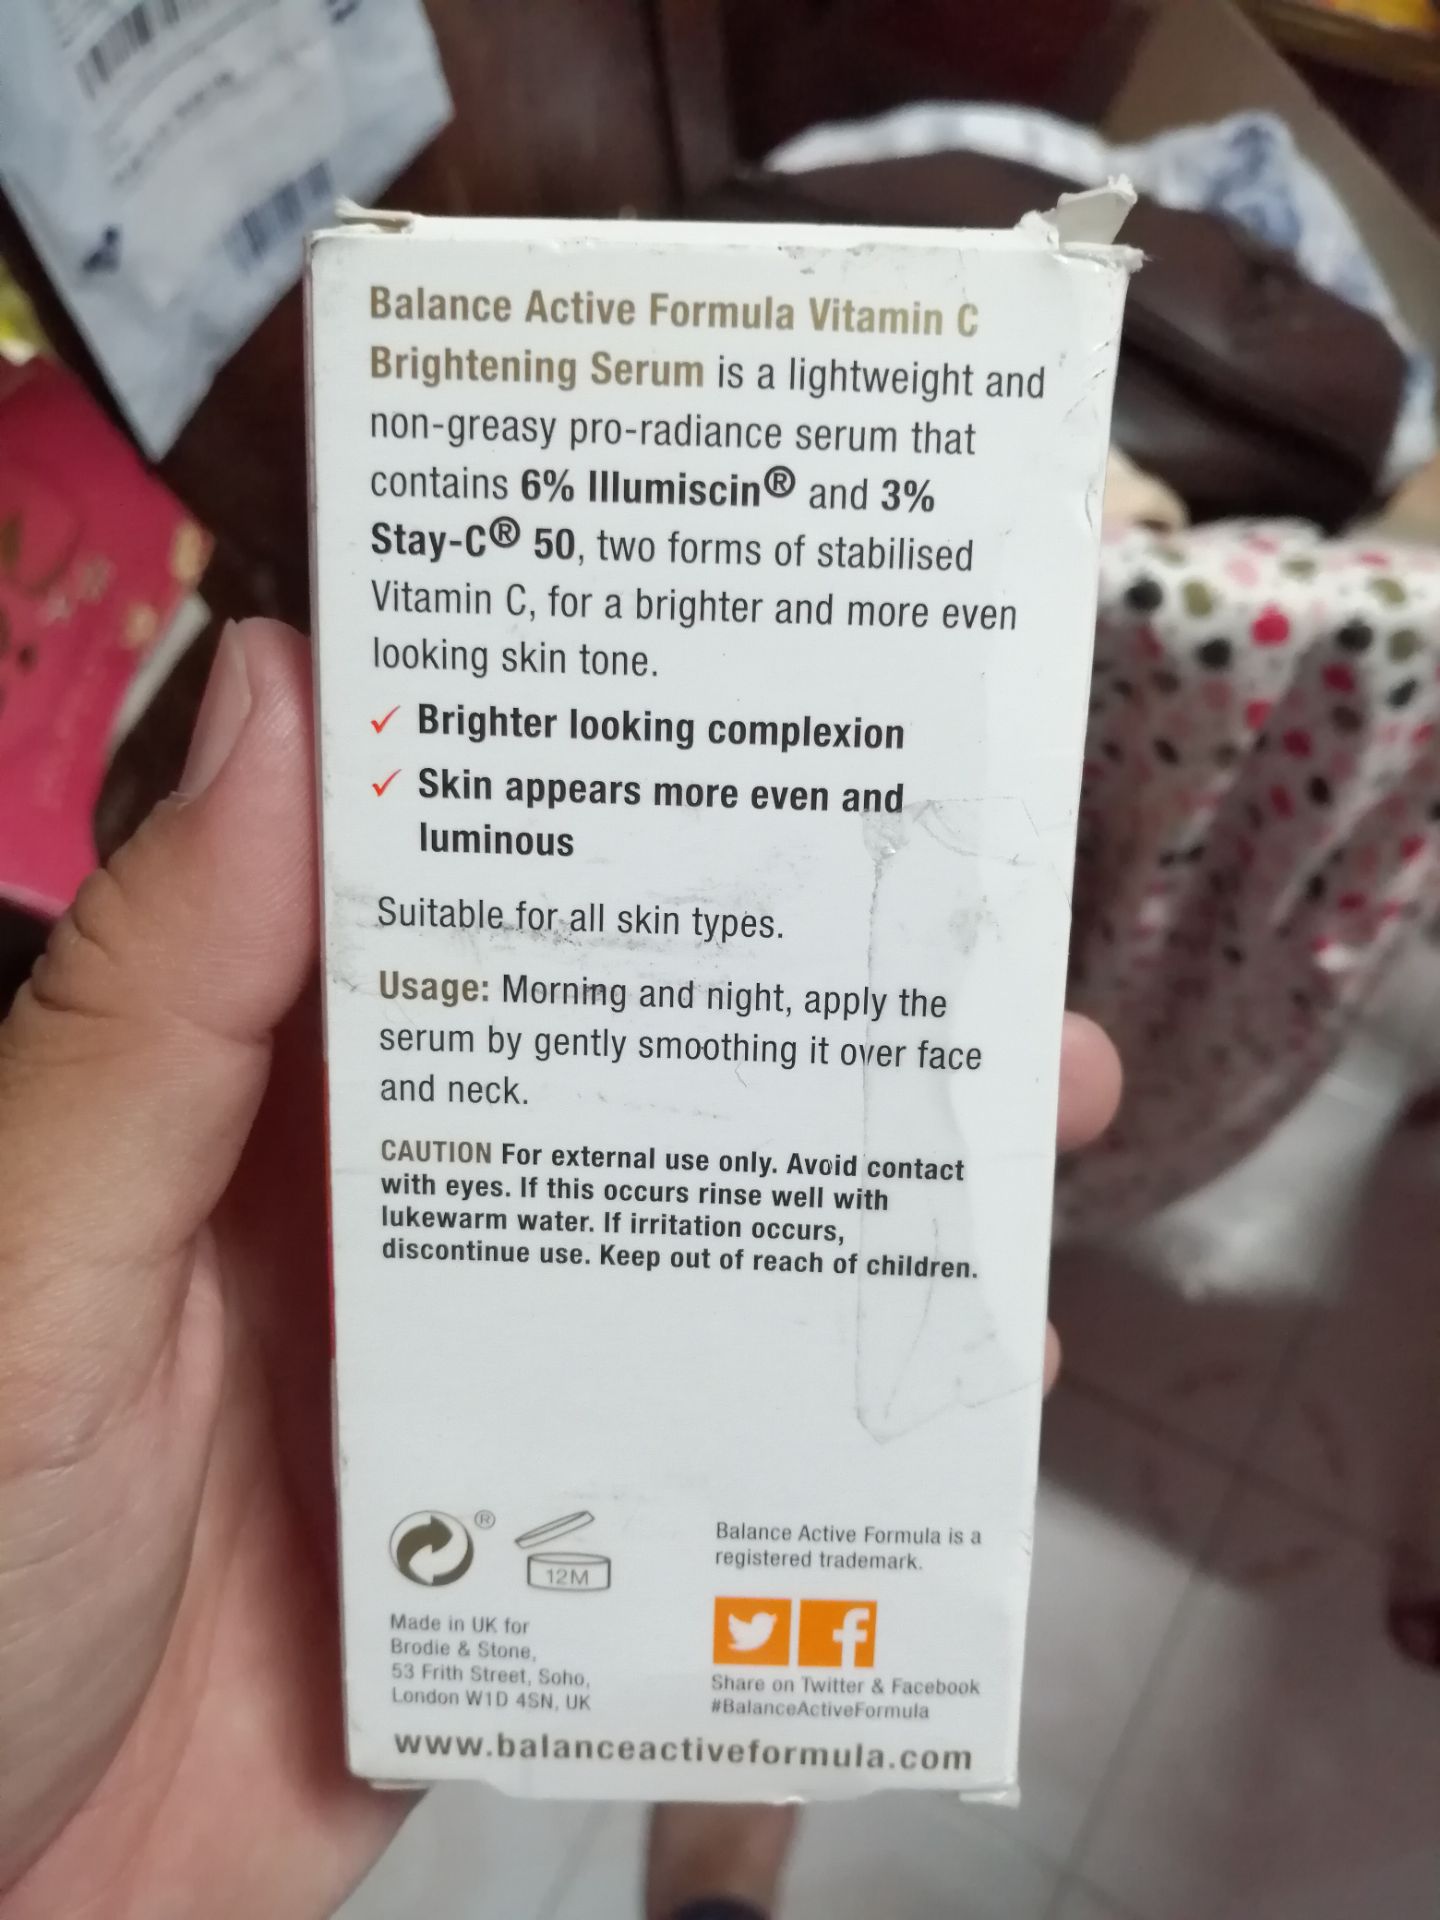 Balance Active Formula Vitamin C
Brightening Serum is a lightweight and
non-greasy pro-radiance serum that
contains 6% Illumiscin® and 3%
Stay-C® 50, two forms of stabilised
Vitamin C, for a brighter and more even
looking skin tone.
✓ Brighter looking complexion
✓ Skin appears more even and
luminous
Suitable for all skin types.
Usage: Morning and night, apply the
serum by gently smoothing it over face
and neck.
CAUTION For external use only. Avoid contact
with eyes. If this occurs rinse well with
lukewarm water. If irritation occurs,
discontinue use. Keep out of reach of children.
®
12M
Made in UK for
Brodie & Stone,
53 Frith Street, Soho,
London W1D 4SN, UK
Balance Active Formula is a
registered trademark.
f
Share on Twitter & Facebook
#BalanceActiveFormula
www.balanceactiveformula.com